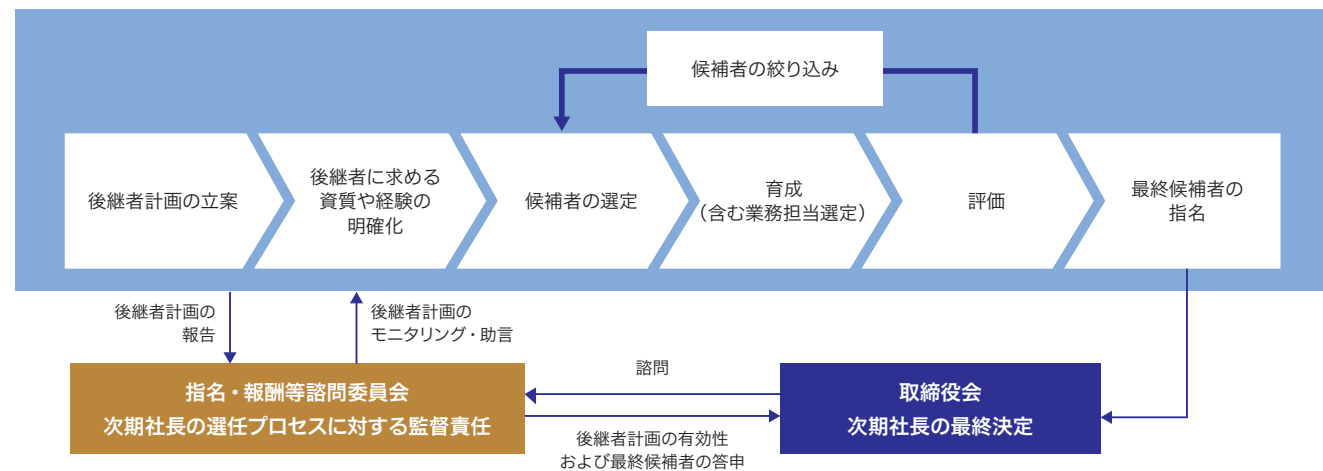 候補者の絞り込み
後継者計画の立案
後継者に求める
資質や経験の
明確化
候補者の選定
育成
（含む業務担当選定）
評価
最終候補者の
指名
後継者計画の
報告
後継者計画の
モニタリング・助言
指名・報酬等諮問委員会
次期社長の選任プロセスに対する監督責任
諮問
後継者計画の有効性
および最終候補者の答申
取締役会
次期社長の最終決定